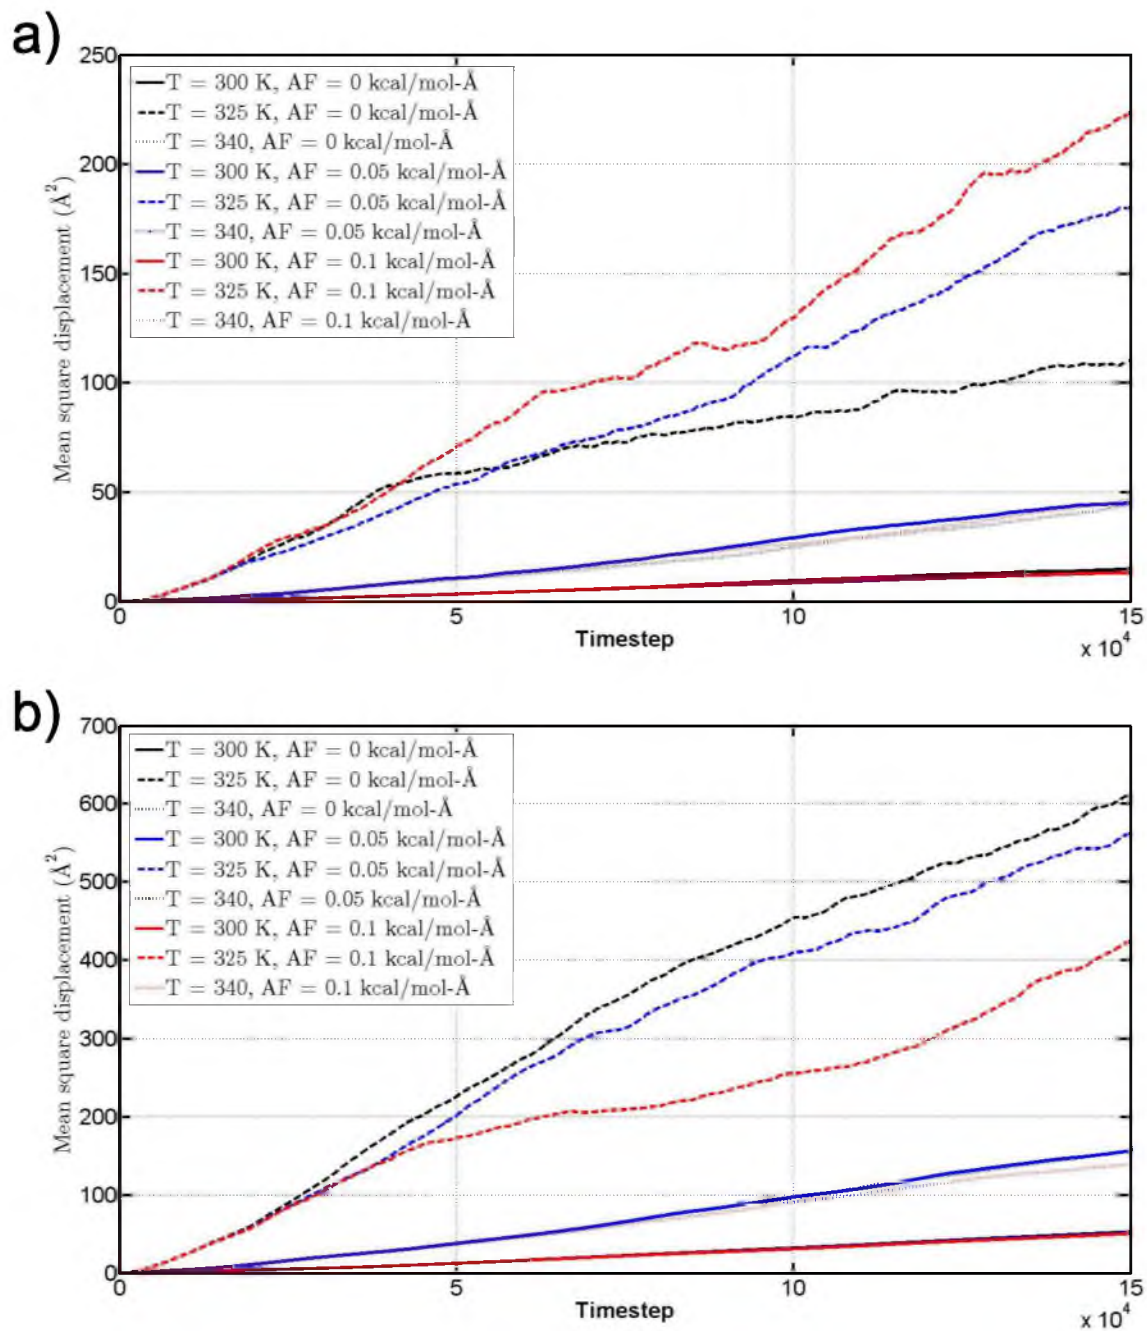 a)
250
200
150
100
50
0
Mean square displacement (Å²)
T = 300 K, AF = 0 kcal/mol-Å
T = 325 K, AF = 0 kcal/mol-Å
T = 340, AF = 0 kcal/mol-Å
T = 300 K, AF = 0.05 kcal/mol-Å
T = 325 K, AF = 0.05 kcal/mol-Å
T = 340, AF = 0.05 kcal/mol-Å
T = 300 K, AF = 0.1 kcal/mol-Å
T = 325 K, AF = 0.1 kcal/mol-Å
T = 340, AF = 0.1 kcal/mol-Å
0 5 10 15
Timestep
x 10⁴
b)
700
600
500
400
300
200
100
0
Mean square displacement (Å²)
T = 300 K, AF = 0 kcal/mol-Å
T = 325 K, AF = 0 kcal/mol-Å
T = 340, AF = 0 kcal/mol-Å
T = 300 K, AF = 0.05 kcal/mol-Å
T = 325 K, AF = 0.05 kcal/mol-Å
T = 340, AF = 0.05 kcal/mol-Å
T = 300 K, AF = 0.1 kcal/mol-Å
T = 325 K, AF = 0.1 kcal/mol-Å
T = 340, AF = 0.1 kcal/mol-Å
0 5 10 15
Timestep
x 10⁴